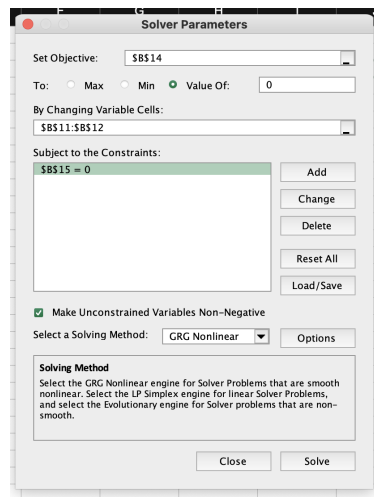 F G H I
Solver Parameters
Set Objective: $B$14
To: Max Min Value Of: 0
By Changing Variable Cells:
$B$11:$B$12
Subject to the Constraints:
$B$15 = 0
Add
Change
Delete
Reset All
Load/Save
Make Unconstrained Variables Non-Negative
Select a Solving Method: GRG Nonlinear Options
Solving Method
Select the GRG Nonlinear engine for Solver Problems that are smooth
nonlinear. Select the LP Simplex engine for linear Solver Problems,
and select the Evolutionary engine for Solver problems that are non-
smooth.
Close Solve